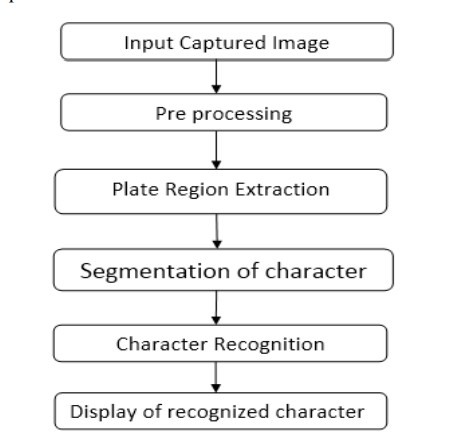 Input Captured Image
Pre processing
Plate Region Extraction
Segmentation of character
Character Recognition
Display of recognized character